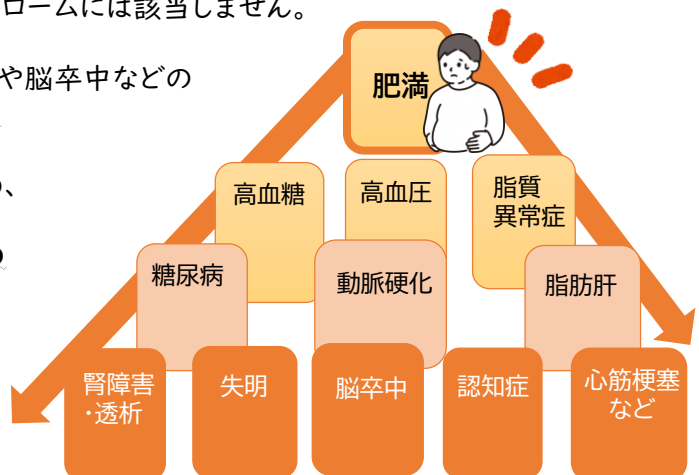 ロームには該当しません。
や脳卒中などの
、
肥満
高血糖
高血圧
脂質
異常症
糖尿病
動脈硬化
脂肪肝
腎障害
・透析
失明
脳卒中
認知症
心筋梗塞
など